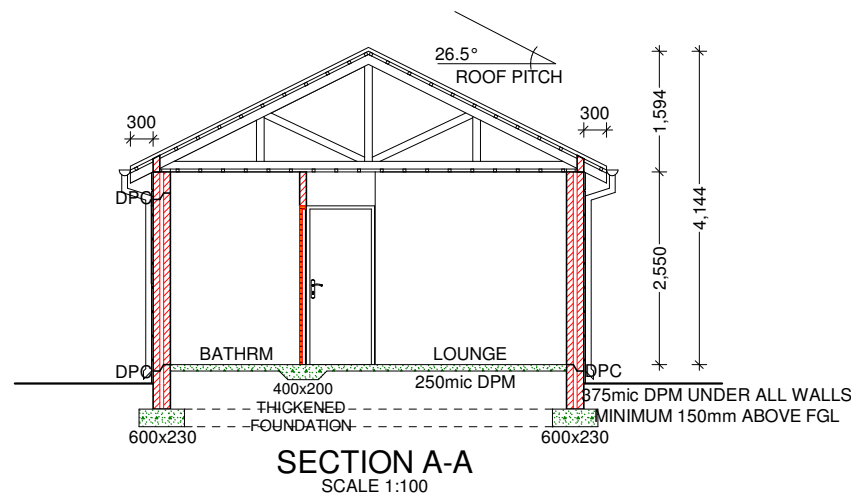 26.5°
ROOF PITCH
300
300
1,594
4,144
2,550
DPC
BATHRM
LOUNGE
DPC
DPC
400x200
THICKENED
FOUNDATION
250mic DPM
375mic DPM UNDER ALL WALLS
MINIMUM 150mm ABOVE FGL
600x230
600x230
SECTION A-A
SCALE 1:100